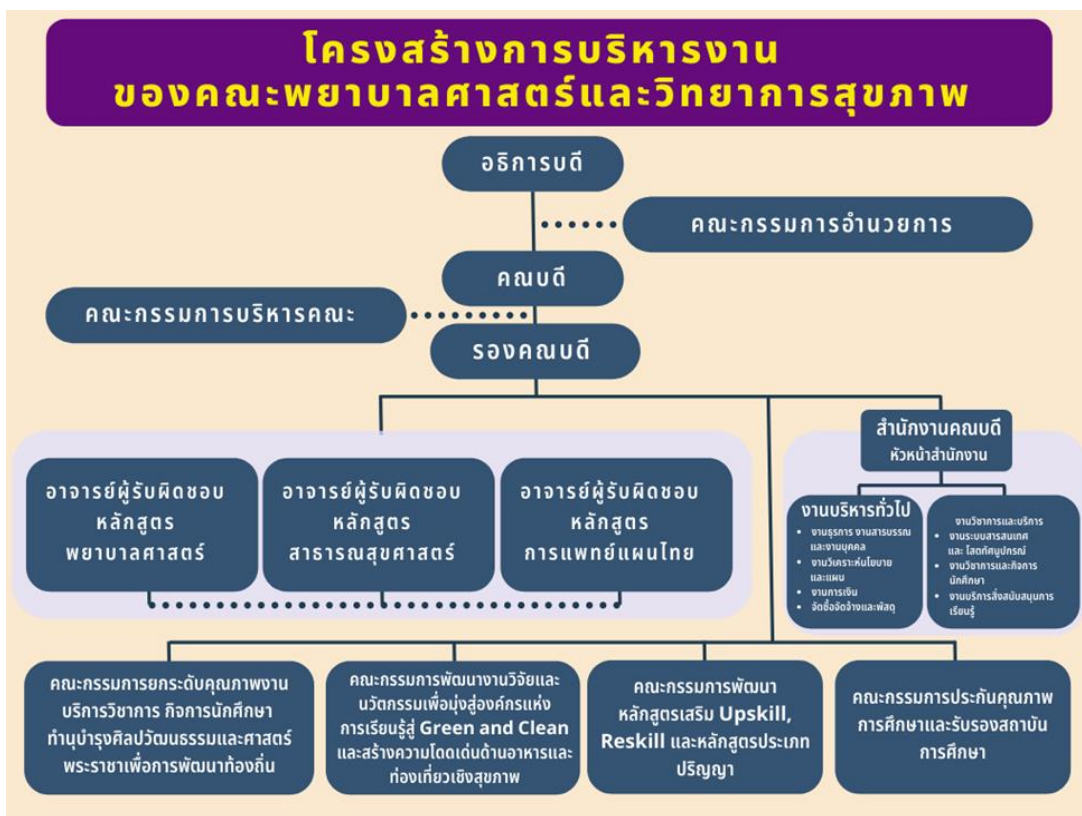 โครงสร้างการบริหารงาน
ของคณะพยาบาลศาสตร์และวิทยาการสุขภาพ
อธิการบดี
คณะกรรมการอำนวยการ
คณบดี
คณะกรรมการบริหารคณะ
รองคณบดี
สำนักงานคณบดี
หัวหน้าสำนักงาน
อาจารย์ผู้รับผิดชอบ
หลักสูตร
พยาบาลศาสตร์
อาจารย์ผู้รับผิดชอบ
หลักสูตร
สาธารณสุขศาสตร์
อาจารย์ผู้รับผิดชอบ
หลักสูตร
การแพทย์แผนไทย
งานบริหารทั่วไป
• งานธุรการ งานสารบรรณ
และงานบุคคล
• งานวิเคราะห์นโยบาย
และแผน
• งานการเงิน
• จัดซื้อจัดจ้างและพัสดุ
งานวิชาการและบริการ
• งานระบบสารสนเทศ
และ โสตทัศนูปกรณ์
• งานวิชาการและกิจการ
นักศึกษา
• งานบริการสิ่งสนับสนุนการ
เรียนรู้
คณะกรรมการยกระดับคุณภาพงาน
บริการวิชาการ กิจการนักศึกษา
ทำนุบำรุงศิลปวัฒนธรรมและศาสตร์
พระราชาเพื่อการพัฒนาท้องถิ่น
คณะกรรมการพัฒนางานวิจัยและ
นวัตกรรมเพื่อมุ่งสู่องค์กรแห่ง
การเรียนรู้สู่ Green and Clean
และสร้างความโดดเด่นด้านอาหารและ
ท่องเที่ยวเชิงสุขภาพ
คณะกรรมการพัฒนา
หลักสูตรเสริม Upskill,
Reskill และหลักสูตรประเภท
ปริญญา
คณะกรรมการประกันคุณภาพ
การศึกษาและรับรองสถาบัน
การศึกษา